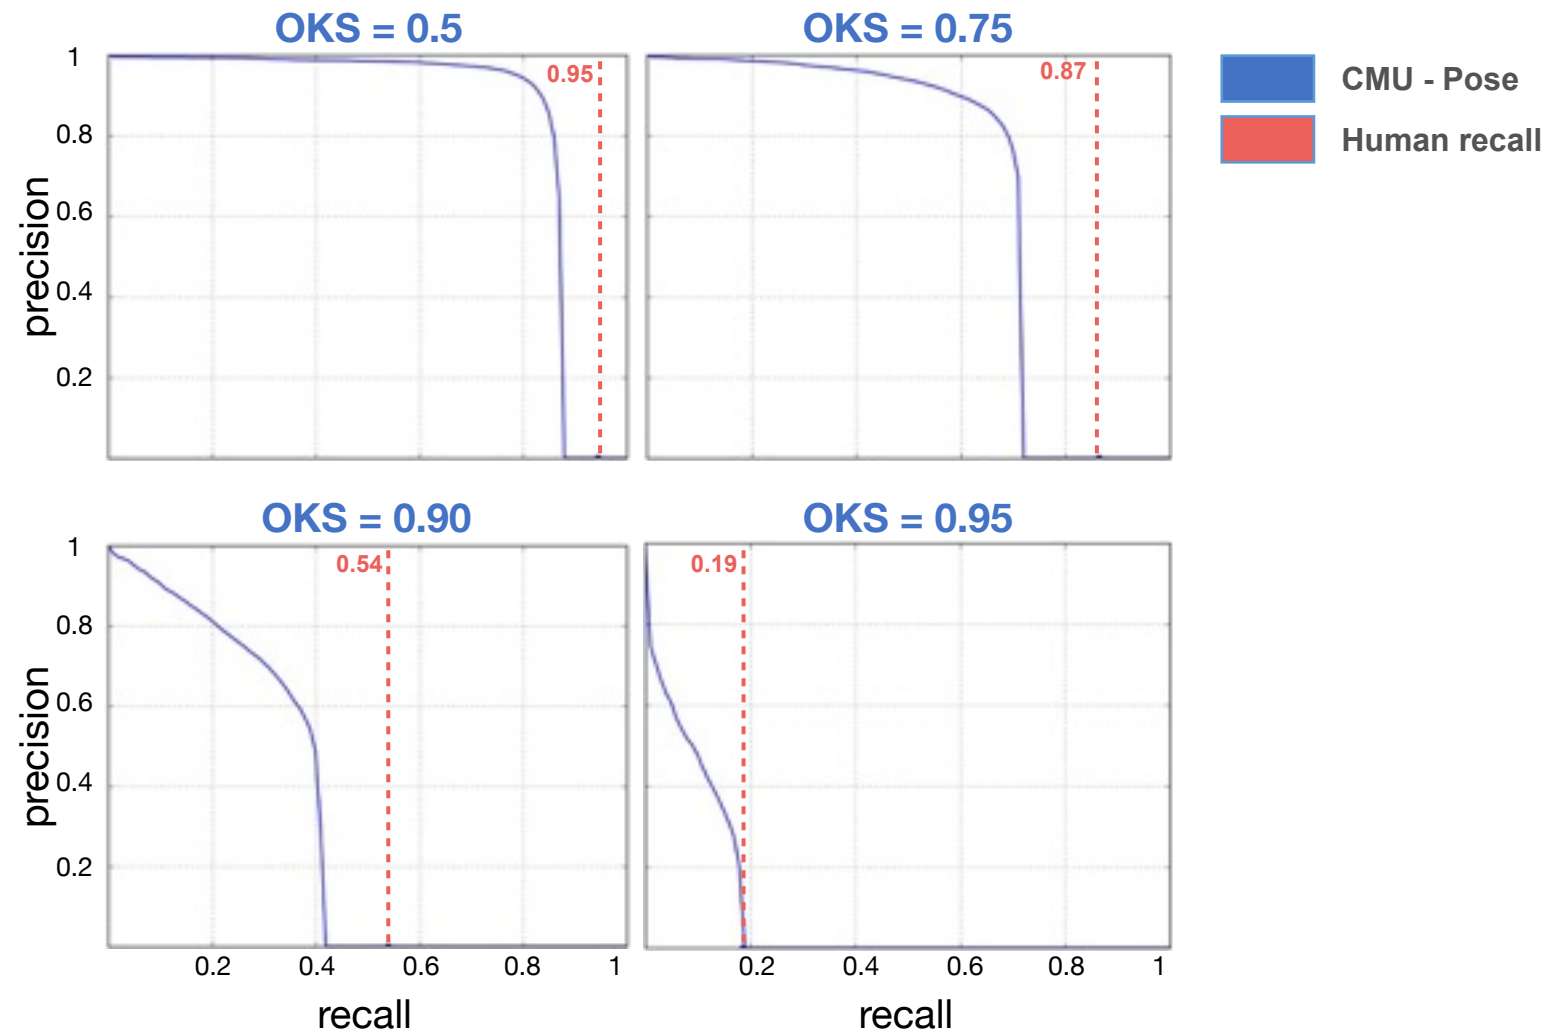 OKS = 0.5
OKS = 0.75
CMU - Pose
Human recall
precision
1
0.8
0.6
0.4
0.2
0.95
0.87
OKS = 0.90
OKS = 0.95
precision
1
0.8
0.6
0.4
0.2
0.54
0.19
0.2 0.4 0.6 0.8 1
0.2 0.4 0.6 0.8 1
recall
recall